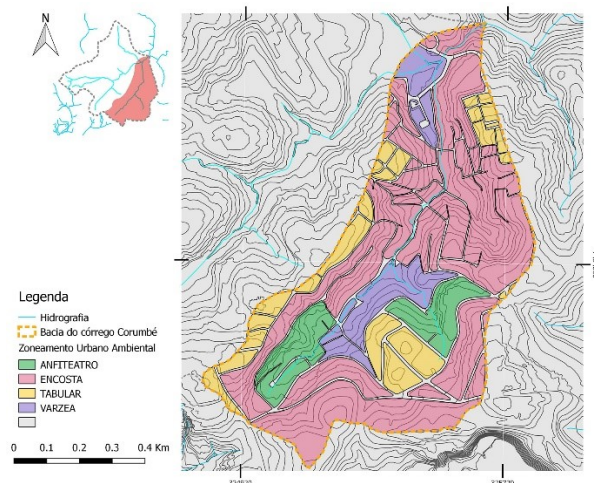 N
Legenda
Hidrografia
Bacia do córrego Corumbé
Zoneamento Urbano Ambiental
ANFITEATRO
ENCOSTA
TABULAR
VARZEA
0 0.1 0.2 0.3 0.4 Km